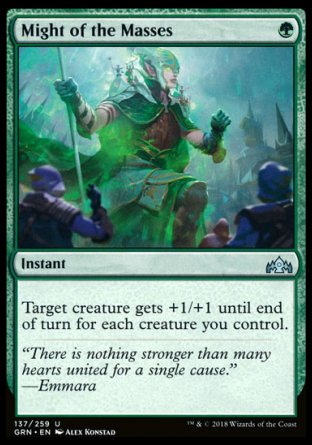 Might of the Masses
Instant
Target creature gets +1/+1 until end
of turn for each creature you control.
“There is nothing stronger than many
hearts united for a single cause.”
—Emmara
137/259 U
GRN • EN Alex Konstad
™ & © 2018 Wizards of the Coast